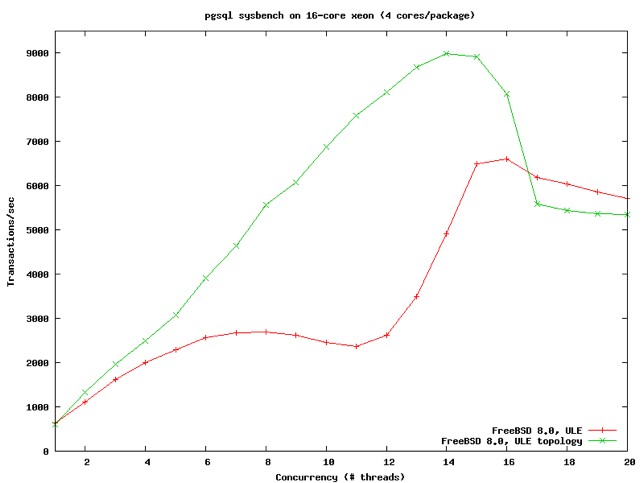 pgsql sysbench on 16-core xeon (4 cores/package)
9000
8000
7000
6000
5000
4000
3000
2000
1000
0
Transactions/sec
FreeBSD 8.0, ULE
FreeBSD 8.0, ULE topology
2 4 6 8 10 12 14 16 18 20
Concurrency (# threads)